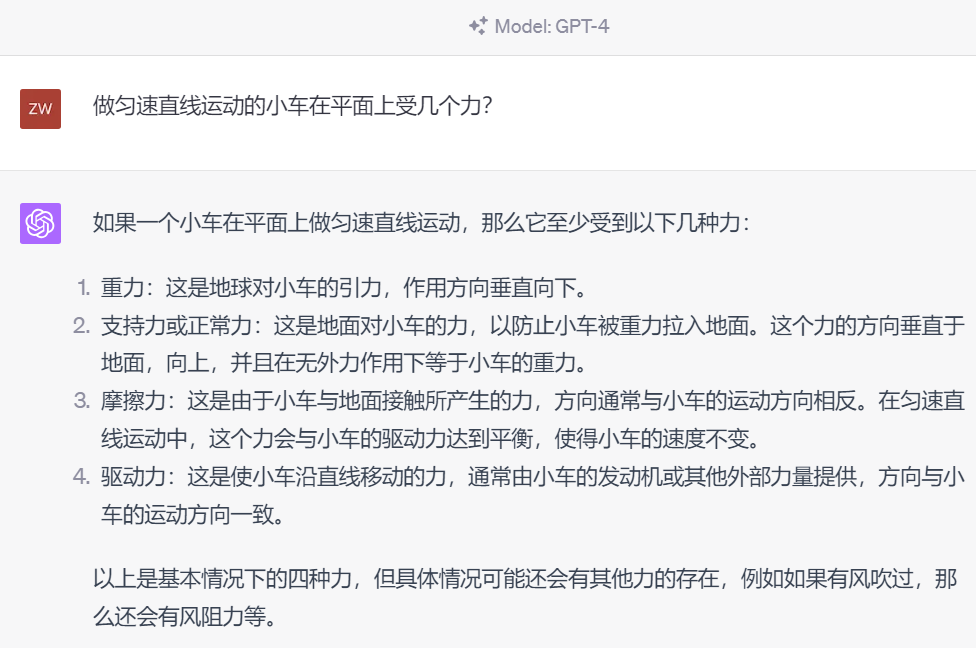 Model: GPT-4
ZW
做匀速直线运动的小车在平面上受几个力？
如果一个小车在平面上做匀速直线运动，那么它至少受到以下几种力：
1. 重力：这是地球对小车的引力，作用方向垂直向下。
2. 支持力或正常力：这是地面对小车的力，以防止小车被重力拉入地面。这个力的方向垂直于
地面，向上，并且在无外力作用下等于小车的重力。
3. 摩擦力：这是由于小车与地面接触所产生的力，方向通常与小车的运动方向相反。在匀速直
线运动中，这个力会与小车的驱动力达到平衡，使得小车的速度不变。
4. 驱动力：这是使小车沿直线移动的力，通常由小车的发动机或其他外部力量提供，方向与小
车的运动方向一致。
以上是基本情况下的四种力，但具体情况可能还会有其他力的存在，例如如果有风吹过，那
么还会有风阻力等。